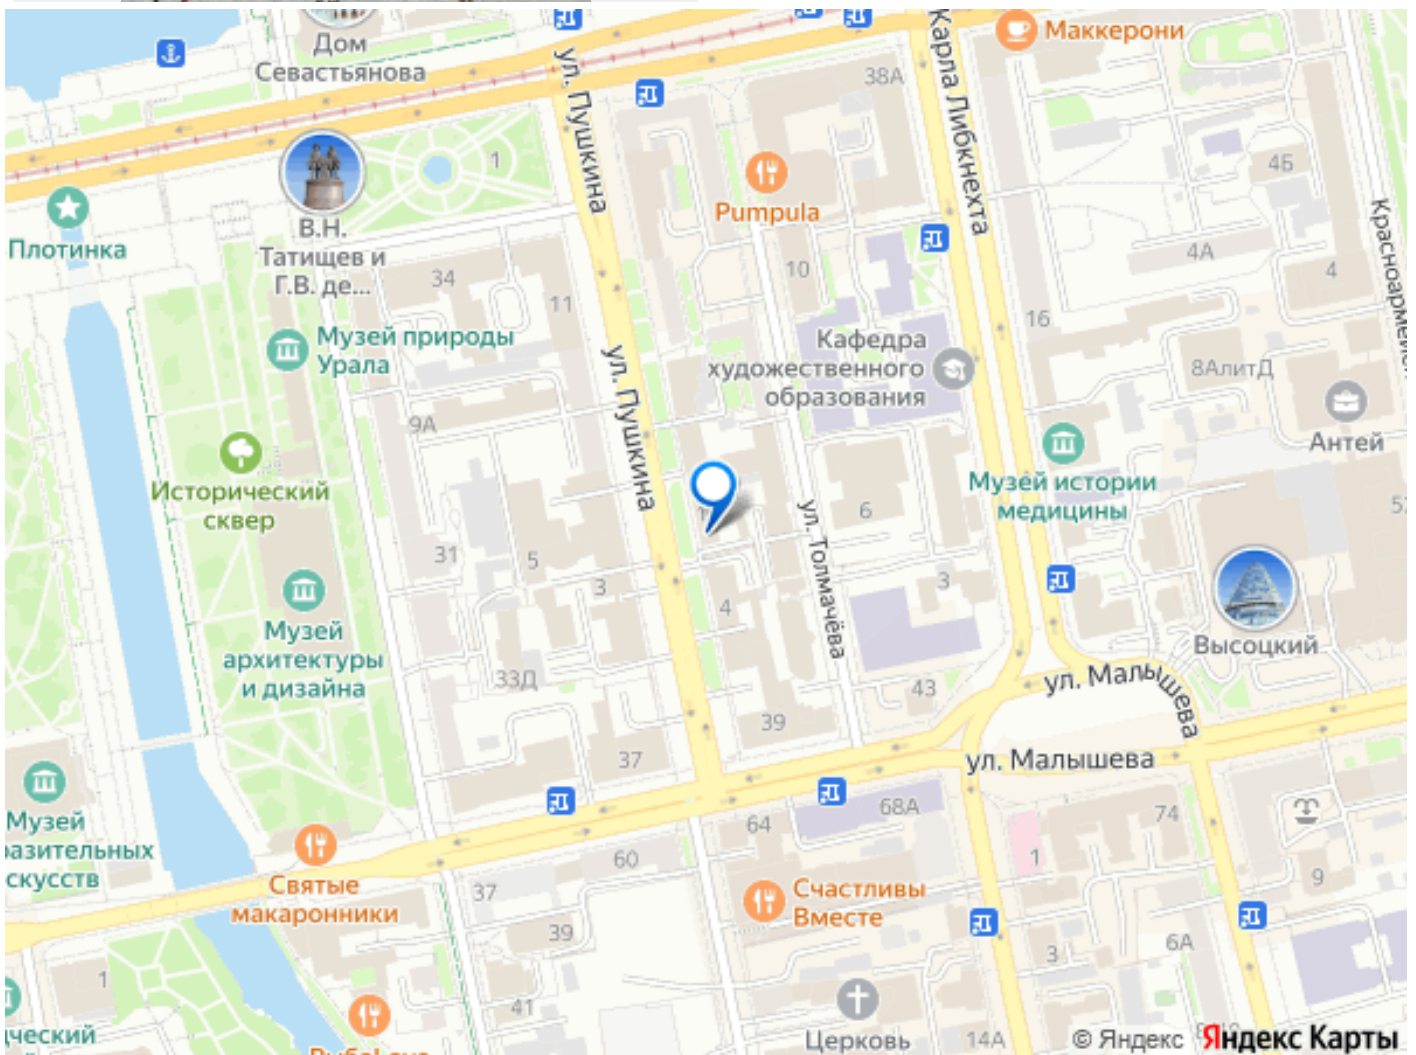 Дом
Севастьянова
ул. Пушкина
38А
Карла Либкнехта
Маккерони
1
4Б
Pumpula
Плотинка
В.Н.
Татищев и
Г.В. де...
34
11
10
4А
4
16
Музей природы
Урала
ул. Пушкина
Кафедра
художественного
образования
8АлитД
9А
Антей
Исторический
сквер
Музей истории
медицины
6
ул. Толмачёва
31
5
3
4
3
Музей
архитектуры
и дизайна
Высоцкий
33Д
43
ул. Малышева
39
37
ул. Малышева
68А
64
74
Музей
60
1
9
Святые
макаронники
37
Счастливы
Вместе
39
3
6А
1
41
Церковь
14А
© Яндекс
Яндекс Карты